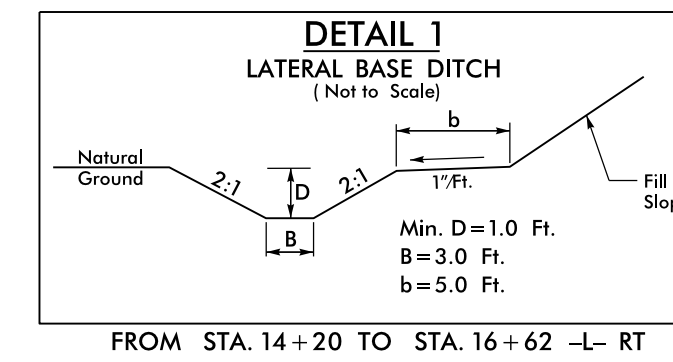 DETAIL 1
LATERAL BASE DITCH
( Not to Scale)
b
Natural
Ground
2:1
D
2:1
1"/Ft.
Fill
B
Min. D=1.0 Ft.
B=3.0 Ft.
b=5.0 Ft.
FROM STA. 14+20 TO STA. 16+62 -L- RT